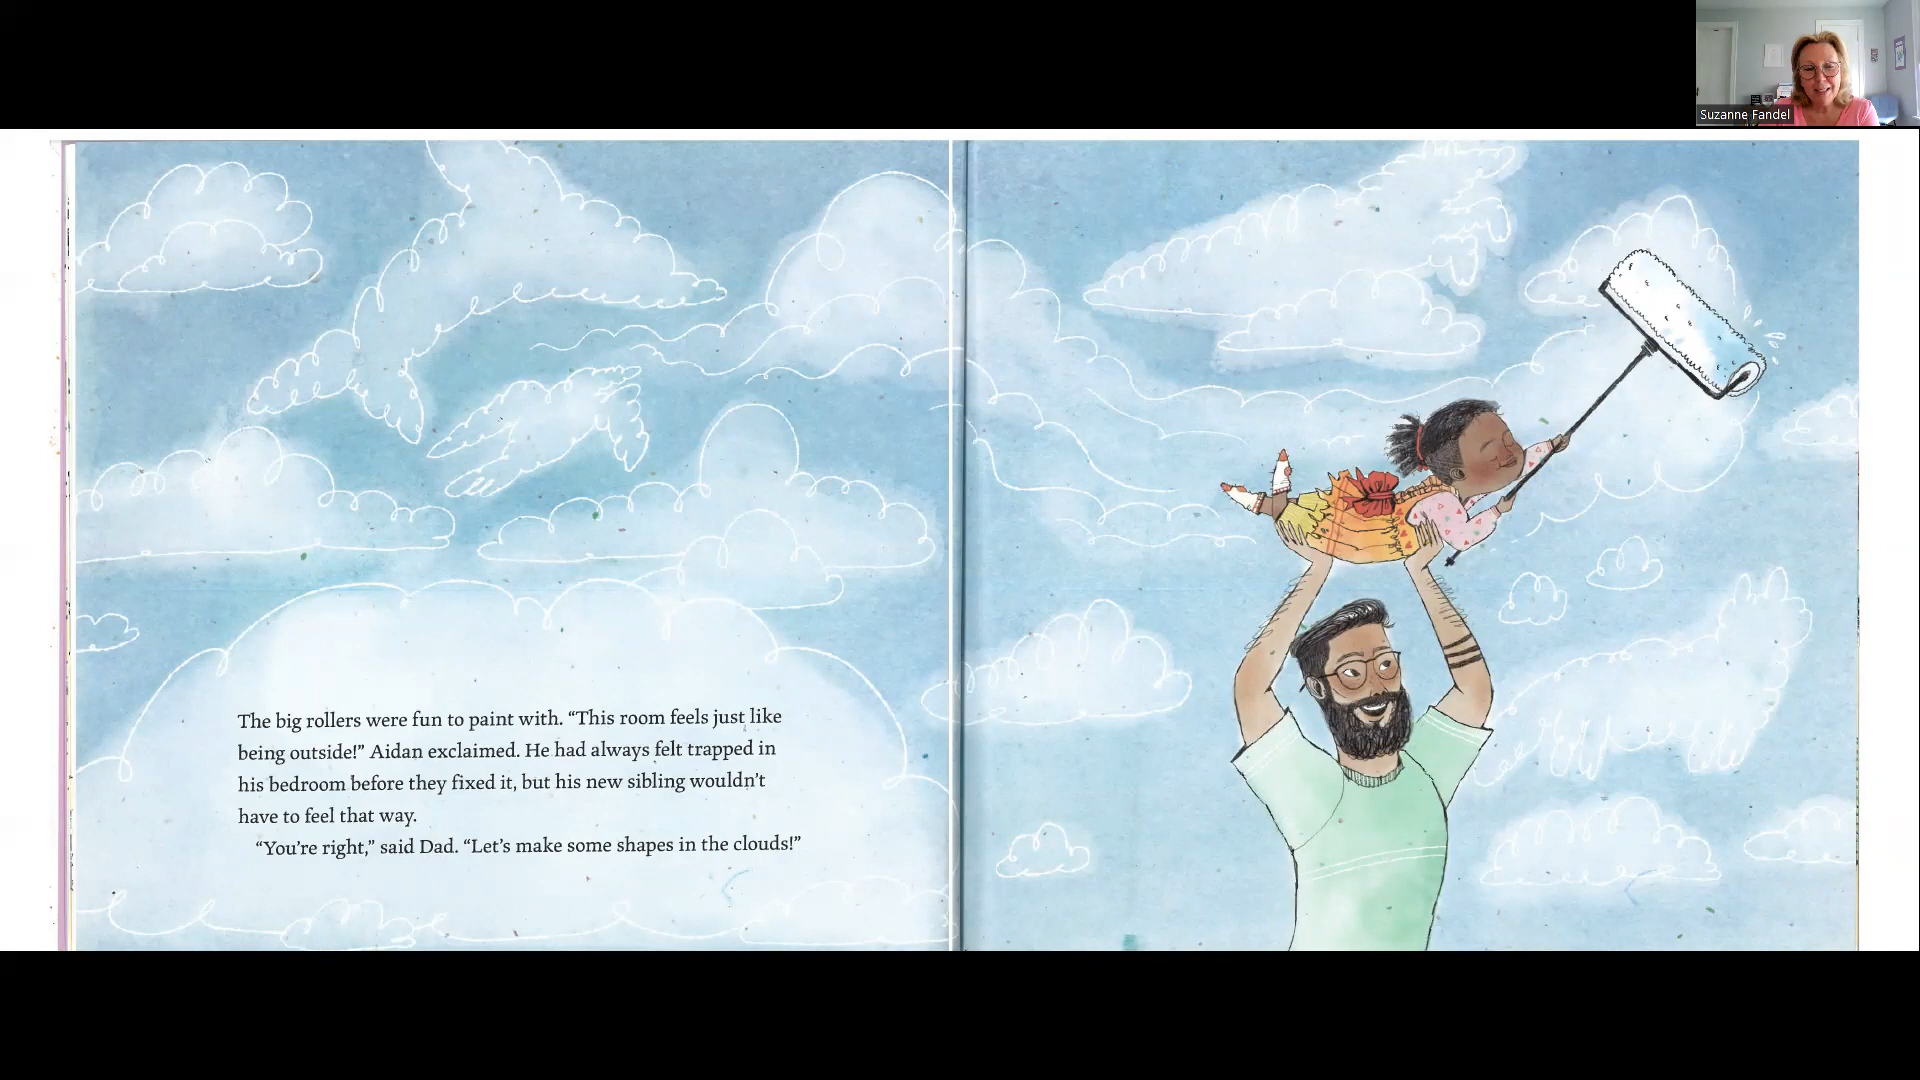 Suzanne Fandel
The big rollers were fun to paint with. “This room feels just like
being outside!” Aidan exclaimed. He had always felt trapped in
his bedroom before they fixed it, but his new sibling wouldn’t
have to feel that way.
“You’re right,” said Dad. “Let’s make some shapes in the clouds!”